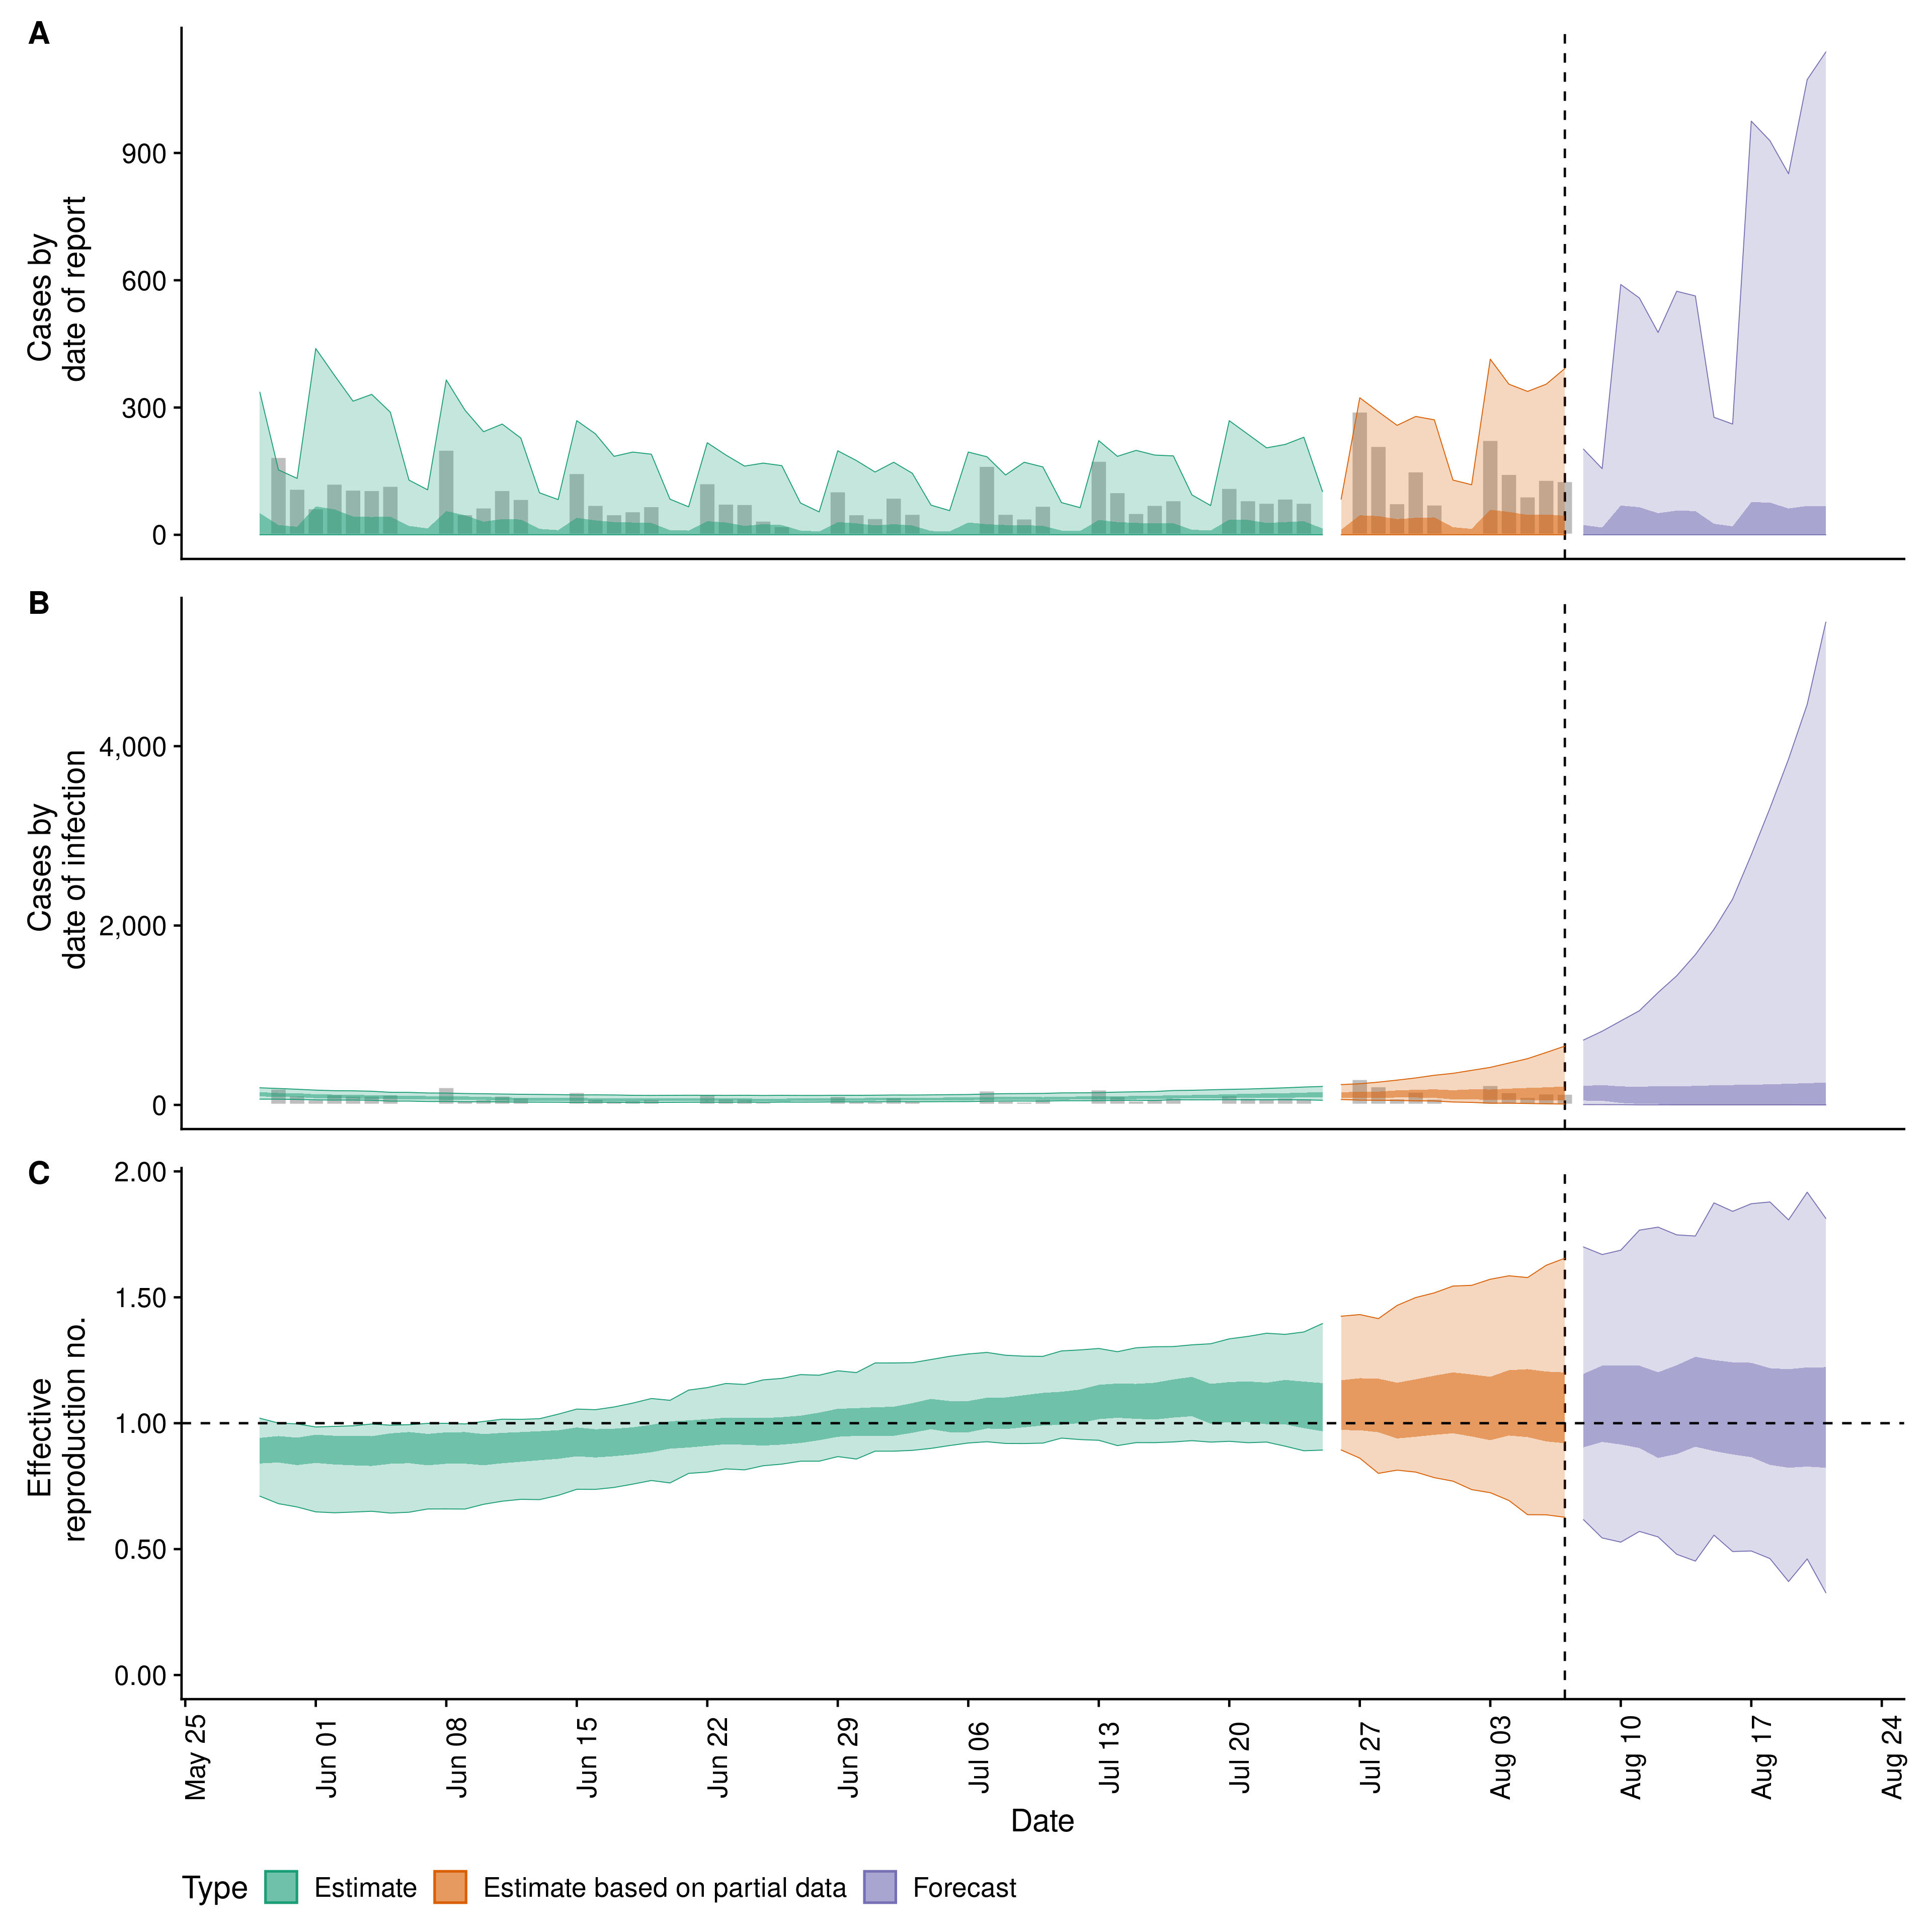 A
Cases by
date of report
900
600
300
0
B
Cases by
date of infection
4,000
2,000
0
C
Effective
reproduction no.
2.00
1.50
1.00
0.50
0.00
May 25
Jun 01
Jun 08
Jun 15
Jun 22
Jun 29
Jul 06
Jul 13
Jul 20
Jul 27
Aug 03
Aug 10
Aug 17
Aug 24
Date
Type Estimate Estimate based on partial data Forecast